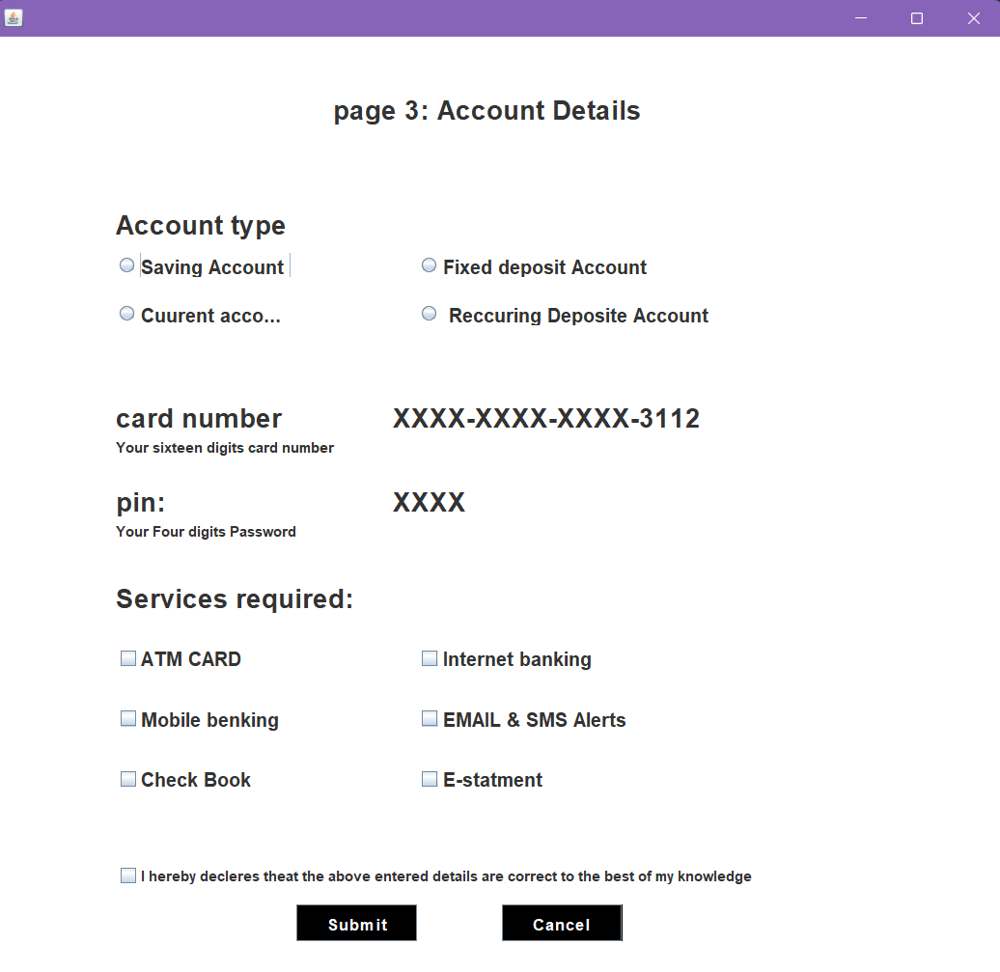 page 3: Account Details
Account type
Saving Account Fixed deposit Account
Cuurent acco... Reccuring Deposite Account
card number XXXX-XXXX-XXXX-3112
Your sixteen digits card number
pin: XXXX
Your Four digits Password
Services required:
ATM CARD Internet banking
Mobile benking EMAIL & SMS Alerts
Check Book E-statment
I hereby decleres theat the above entered details are correct to the best of my knowledge
Submit Cancel